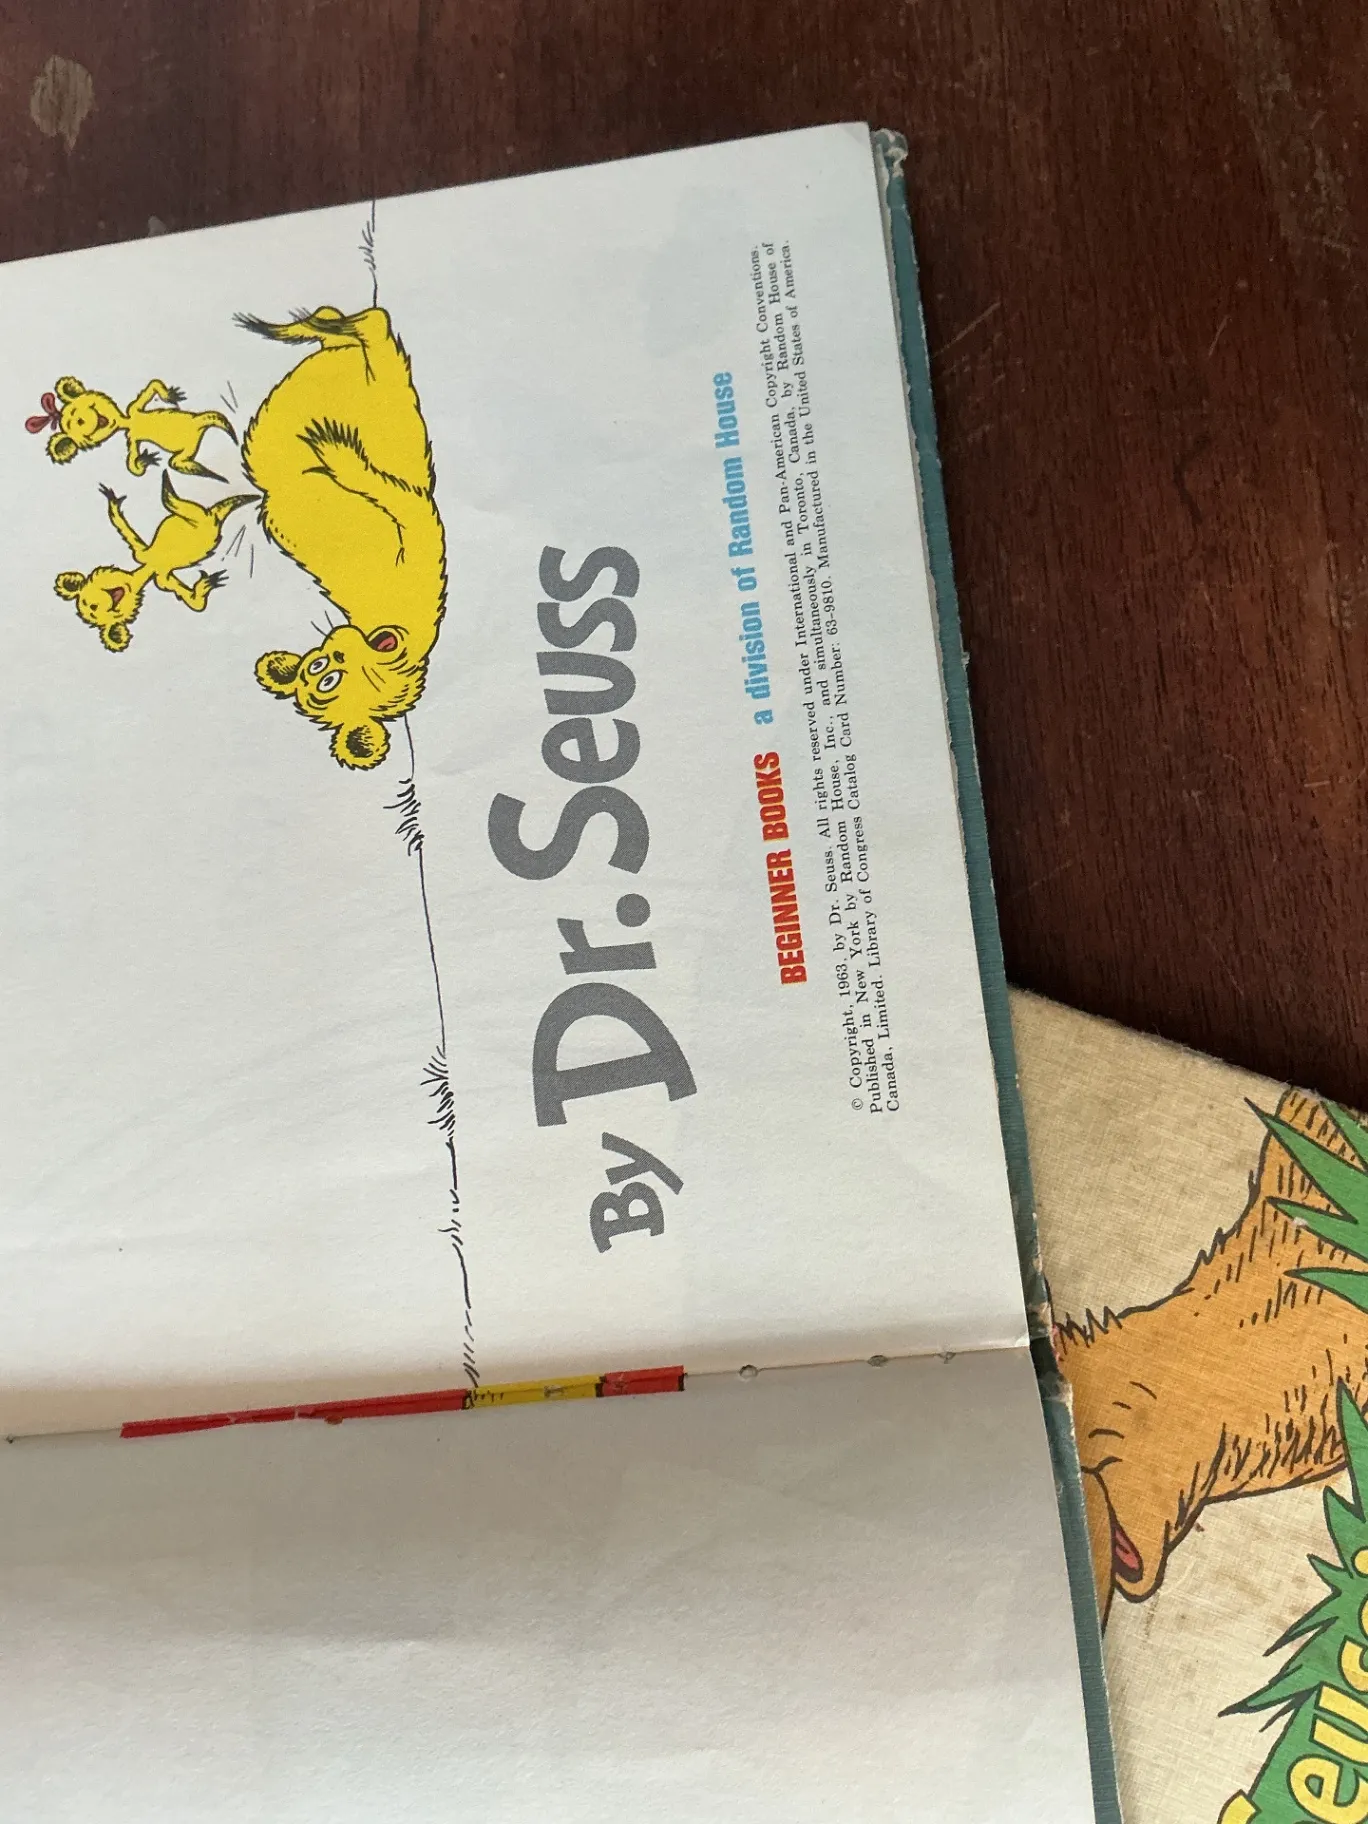 By Dr. Seuss
BEGINNER BOOKS a division of Random House
© Copyright, 1963, by Dr. Seuss. All rights reserved under International and Pan-American Copyright Conventions.
Published in New York by Random House, Inc., and simultaneously in Toronto, Canada, by Random House of
Canada, Limited. Library of Congress Catalog Card Number: 63-9810. Manufactured in the United States of America.